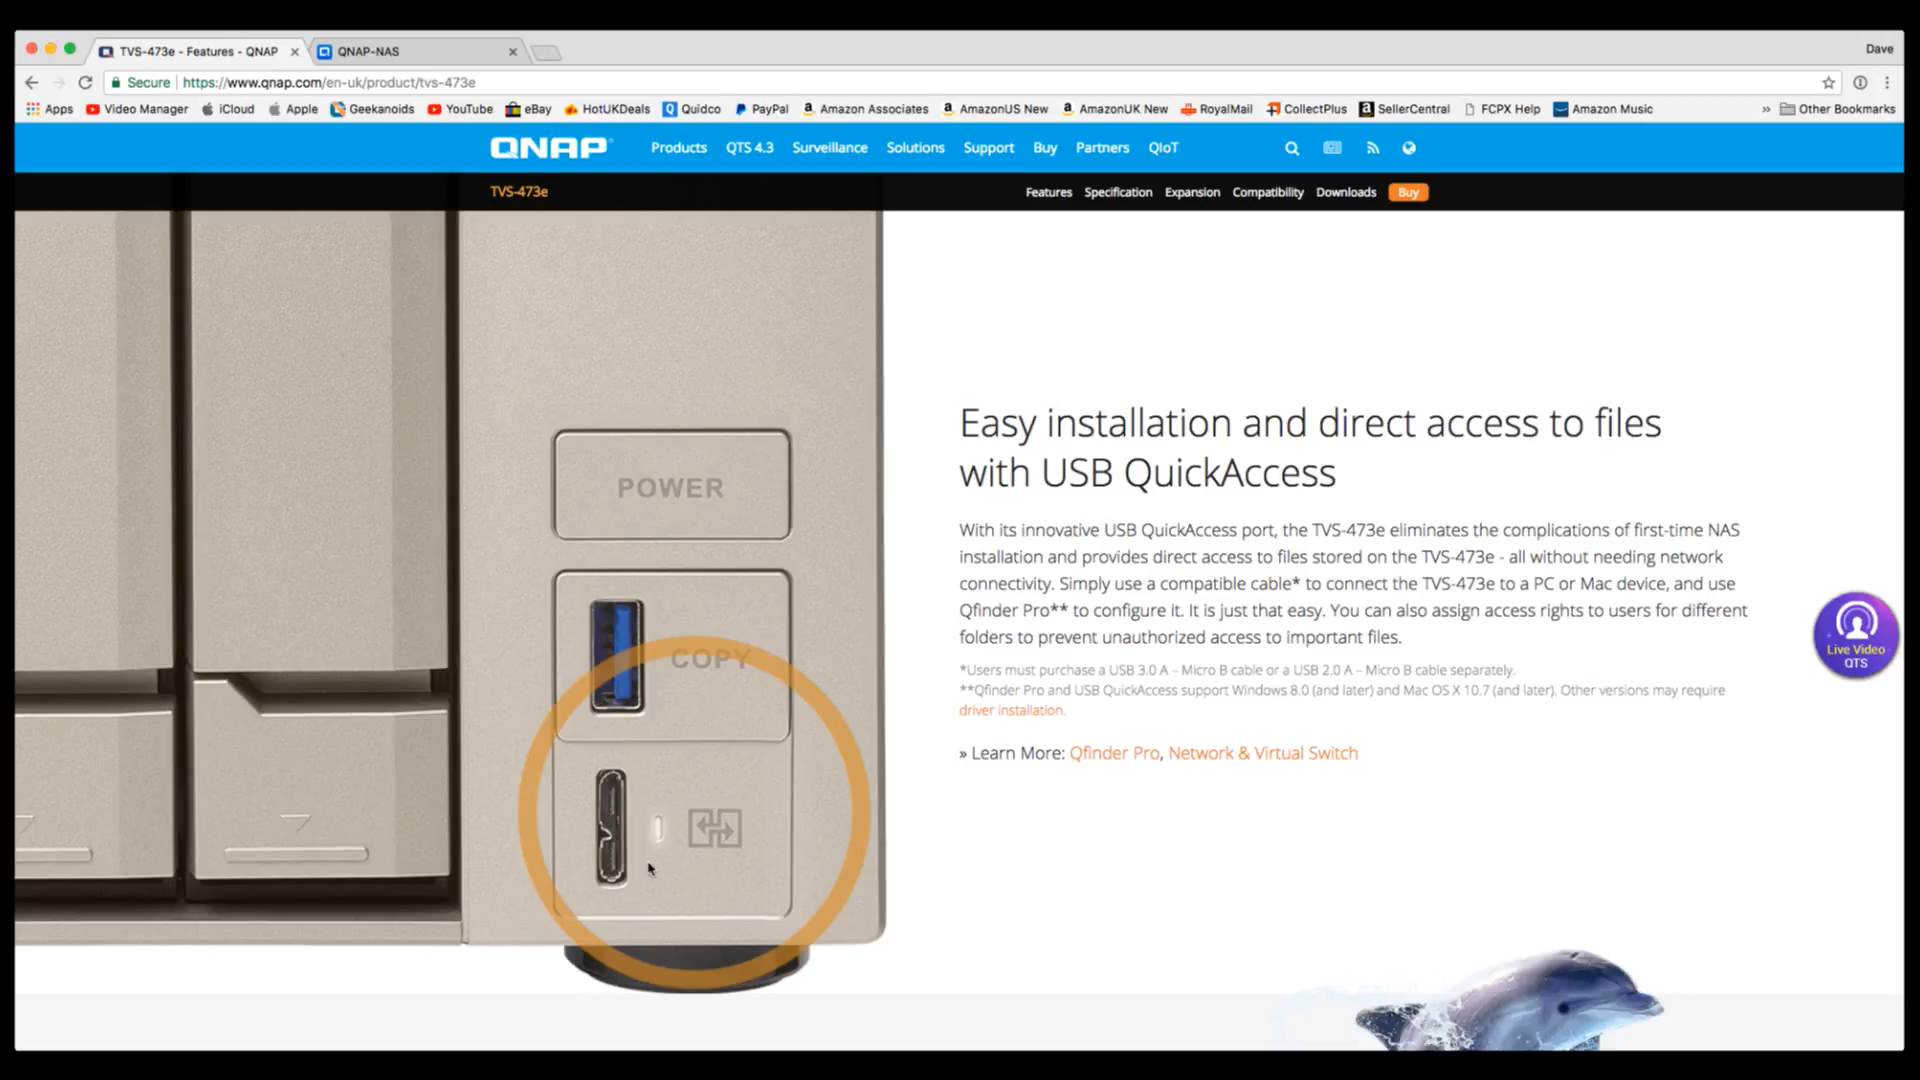 TVS-473e - Features - QNAP
QNAP-NAS
Dave
Secure
https://www.qnap.com/en-uk/product/tvs-473e
Apps
Video Manager
iCloud
Apple
Geekanoids
YouTube
eBay
HotUKDeals
Quidco
PayPal
Amazon Associates
AmazonUS New
AmazonUK New
RoyalMail
CollectPlus
SellerCentral
FCPX Help
Amazon Music
» Other Bookmarks
QNAP
Products
QTS 4.3
Surveillance
Solutions
Support
Buy
Partners
QIoT
TVS-473e
Features
Specification
Expansion
Compatibility
Downloads
Buy
POWER
COPY
Easy installation and direct access to files
with USB QuickAccess
With its innovative USB QuickAccess port, the TVS-473e eliminates the complications of first-time NAS
installation and provides direct access to files stored on the TVS-473e - all without needing network
connectivity. Simply use a compatible cable* to connect the TVS-473e to a PC or Mac device, and use
Qfinder Pro** to configure it. It is just that easy. You can also assign access rights to users for different
folders to prevent unauthorized access to important files.
*Users must purchase a USB 3.0 A – Micro B cable or a USB 2.0 A – Micro B cable separately.
**Qfinder Pro and USB QuickAccess support Windows 8.0 (and later) and Mac OS X 10.7 (and later). Other versions may require
driver installation.
» Learn More: Qfinder Pro, Network & Virtual Switch
Live Video
QTS